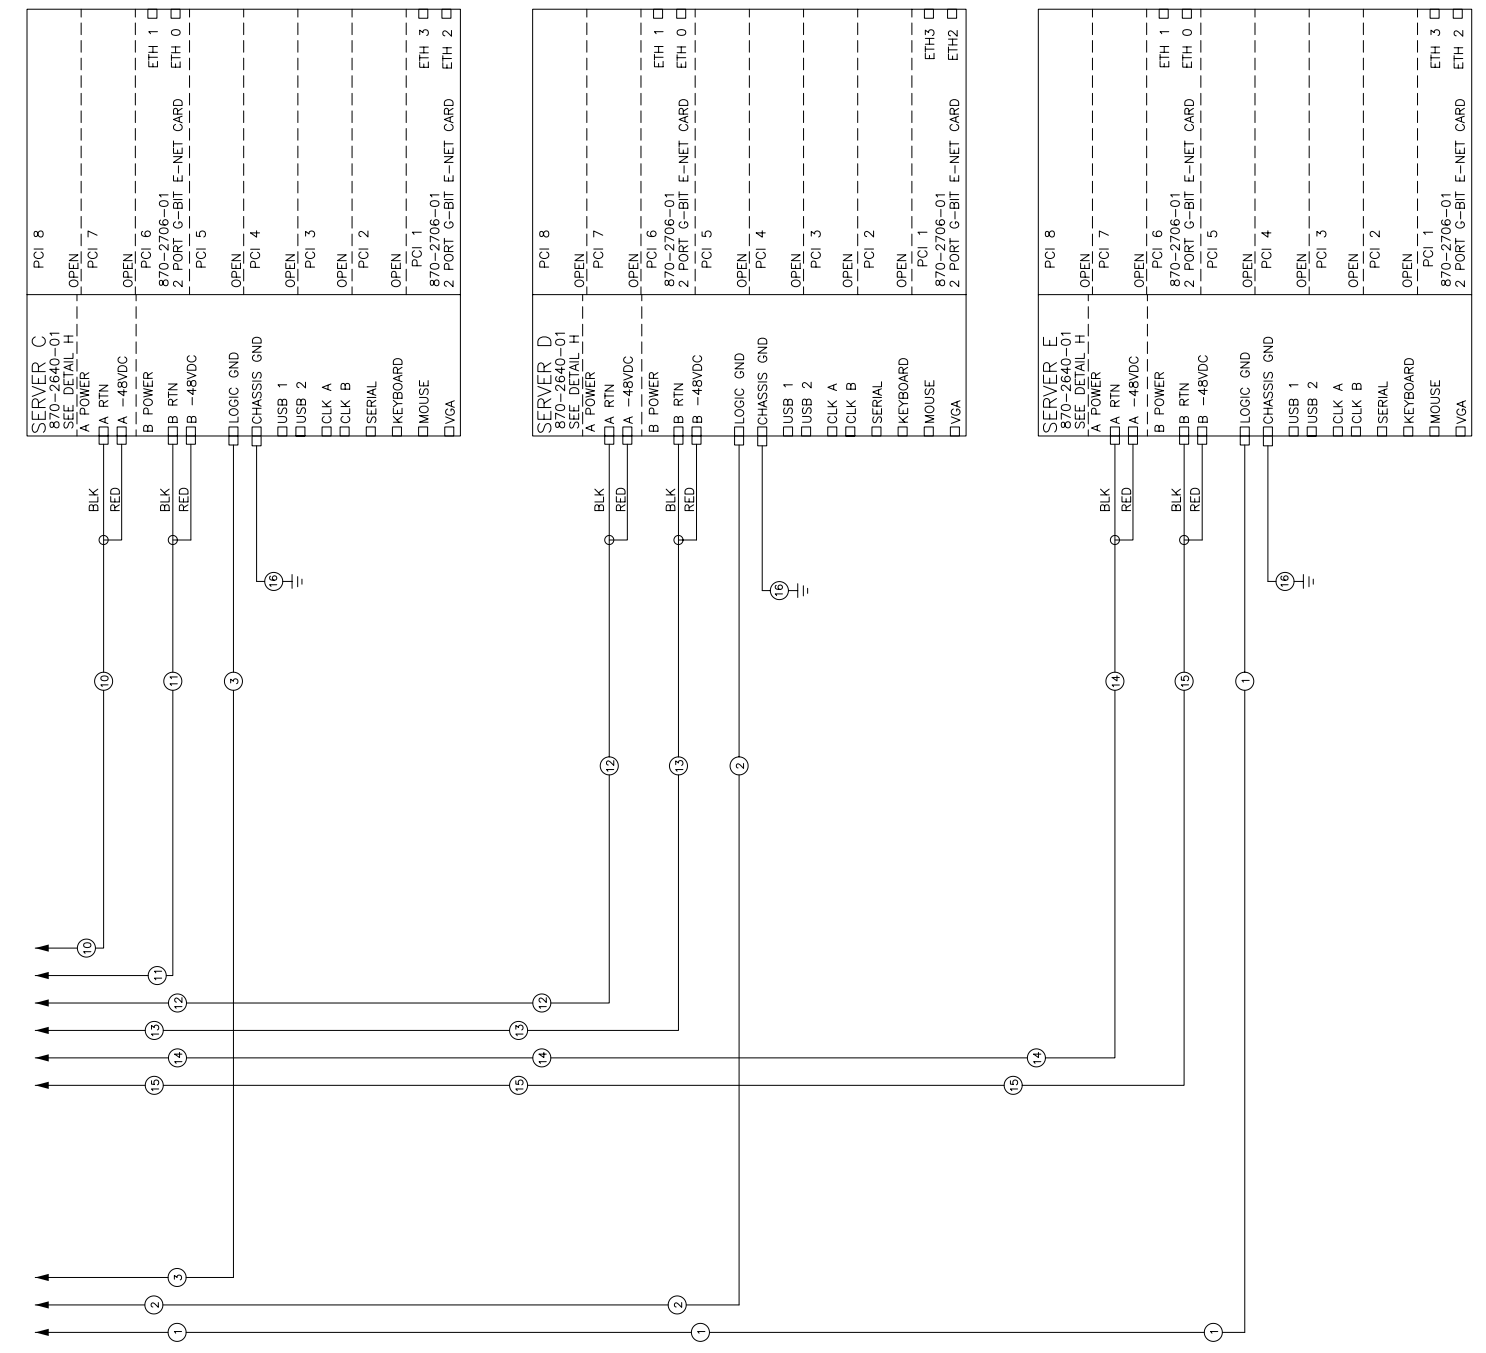 SERVER C
870-2640-01
SEE DETAIL H
A POWER
A RTN
A -48VDC
B POWER
B RTN
B -48VDC
LOGIC GND
CHASSIS GND
USB 1
USB 2
CLK A
CLK B
SERIAL
KEYBOARD
MOUSE
VGA
PCI 8
OPEN
PCI 7
OPEN
PCI 6
870-2706-01
2 PORT G-BIT E-NET CARD
ETH 1
ETH 0
PCI 5
OPEN
PCI 4
OPEN
PCI 3
OPEN
PCI 2
OPEN
PCI 1
870-2706-01
2 PORT G-BIT E-NET CARD
ETH 3
ETH 2
BLK
RED
BLK
RED
16
10
11
3
SERVER D
870-2640-01
SEE DETAIL H
A POWER
A RTN
A -48VDC
B POWER
B RTN
B -48VDC
LOGIC GND
CHASSIS GND
USB 1
USB 2
CLK A
CLK B
SERIAL
KEYBOARD
MOUSE
VGA
PCI 8
OPEN
PCI 7
OPEN
PCI 6
870-2706-01
2 PORT G-BIT E-NET CARD
ETH 1
ETH 0
PCI 5
OPEN
PCI 4
OPEN
PCI 3
OPEN
PCI 2
OPEN
PCI 1
870-2706-01
2 PORT G-BIT E-NET CARD
ETH3
ETH2
BLK
RED
BLK
RED
16
12
13
2
SERVER E
870-2640-01
SEE DETAIL H
A POWER
A RTN
A -48VDC
B POWER
B RTN
B -48VDC
LOGIC GND
CHASSIS GND
USB 1
USB 2
CLK A
CLK B
SERIAL
KEYBOARD
MOUSE
VGA
PCI 8
OPEN
PCI 7
OPEN
PCI 6
870-2706-01
2 PORT G-BIT E-NET CARD
ETH 1
ETH 0
PCI 5
OPEN
PCI 4
OPEN
PCI 3
OPEN
PCI 2
OPEN
PCI 1
870-2706-01
2 PORT G-BIT E-NET CARD
ETH 3
ETH 2
BLK
RED
BLK
RED
16
14
15
1
10
11
12 12
13 13
14 14 14
15 15 15
3
2 2
1 1 1